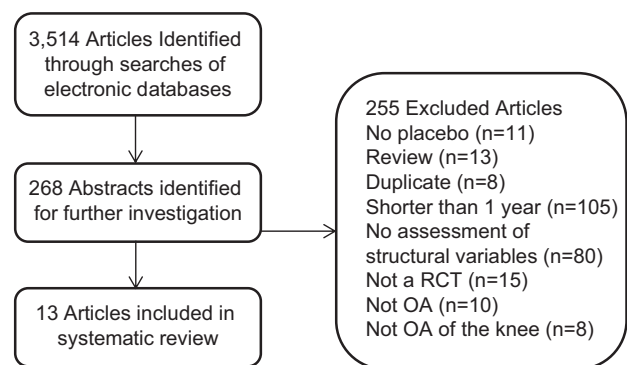 3,514 Articles Identified
through searches of
electronic databases
268 Abstracts identified
for further investigation
13 Articles included in
systematic review
255 Excluded Articles
No placebo (n=11)
Review (n=13)
Duplicate (n=8)
Shorter than 1 year (n=105)
No assessment of
structural variables (n=80)
Not a RCT (n=15)
Not OA (n=10)
Not OA of the knee (n=8)